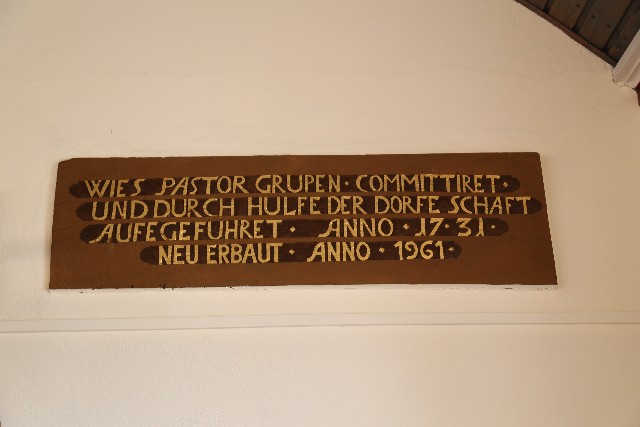 WIES PASTOR GRUPEN · COMMITTIRET ·
UND DURCH HULFE DER DORFE SCHAFT
AUFEGEFUHRET · ANNO · 17·31·
NEU ERBAUT · ANNO · 1961 ·